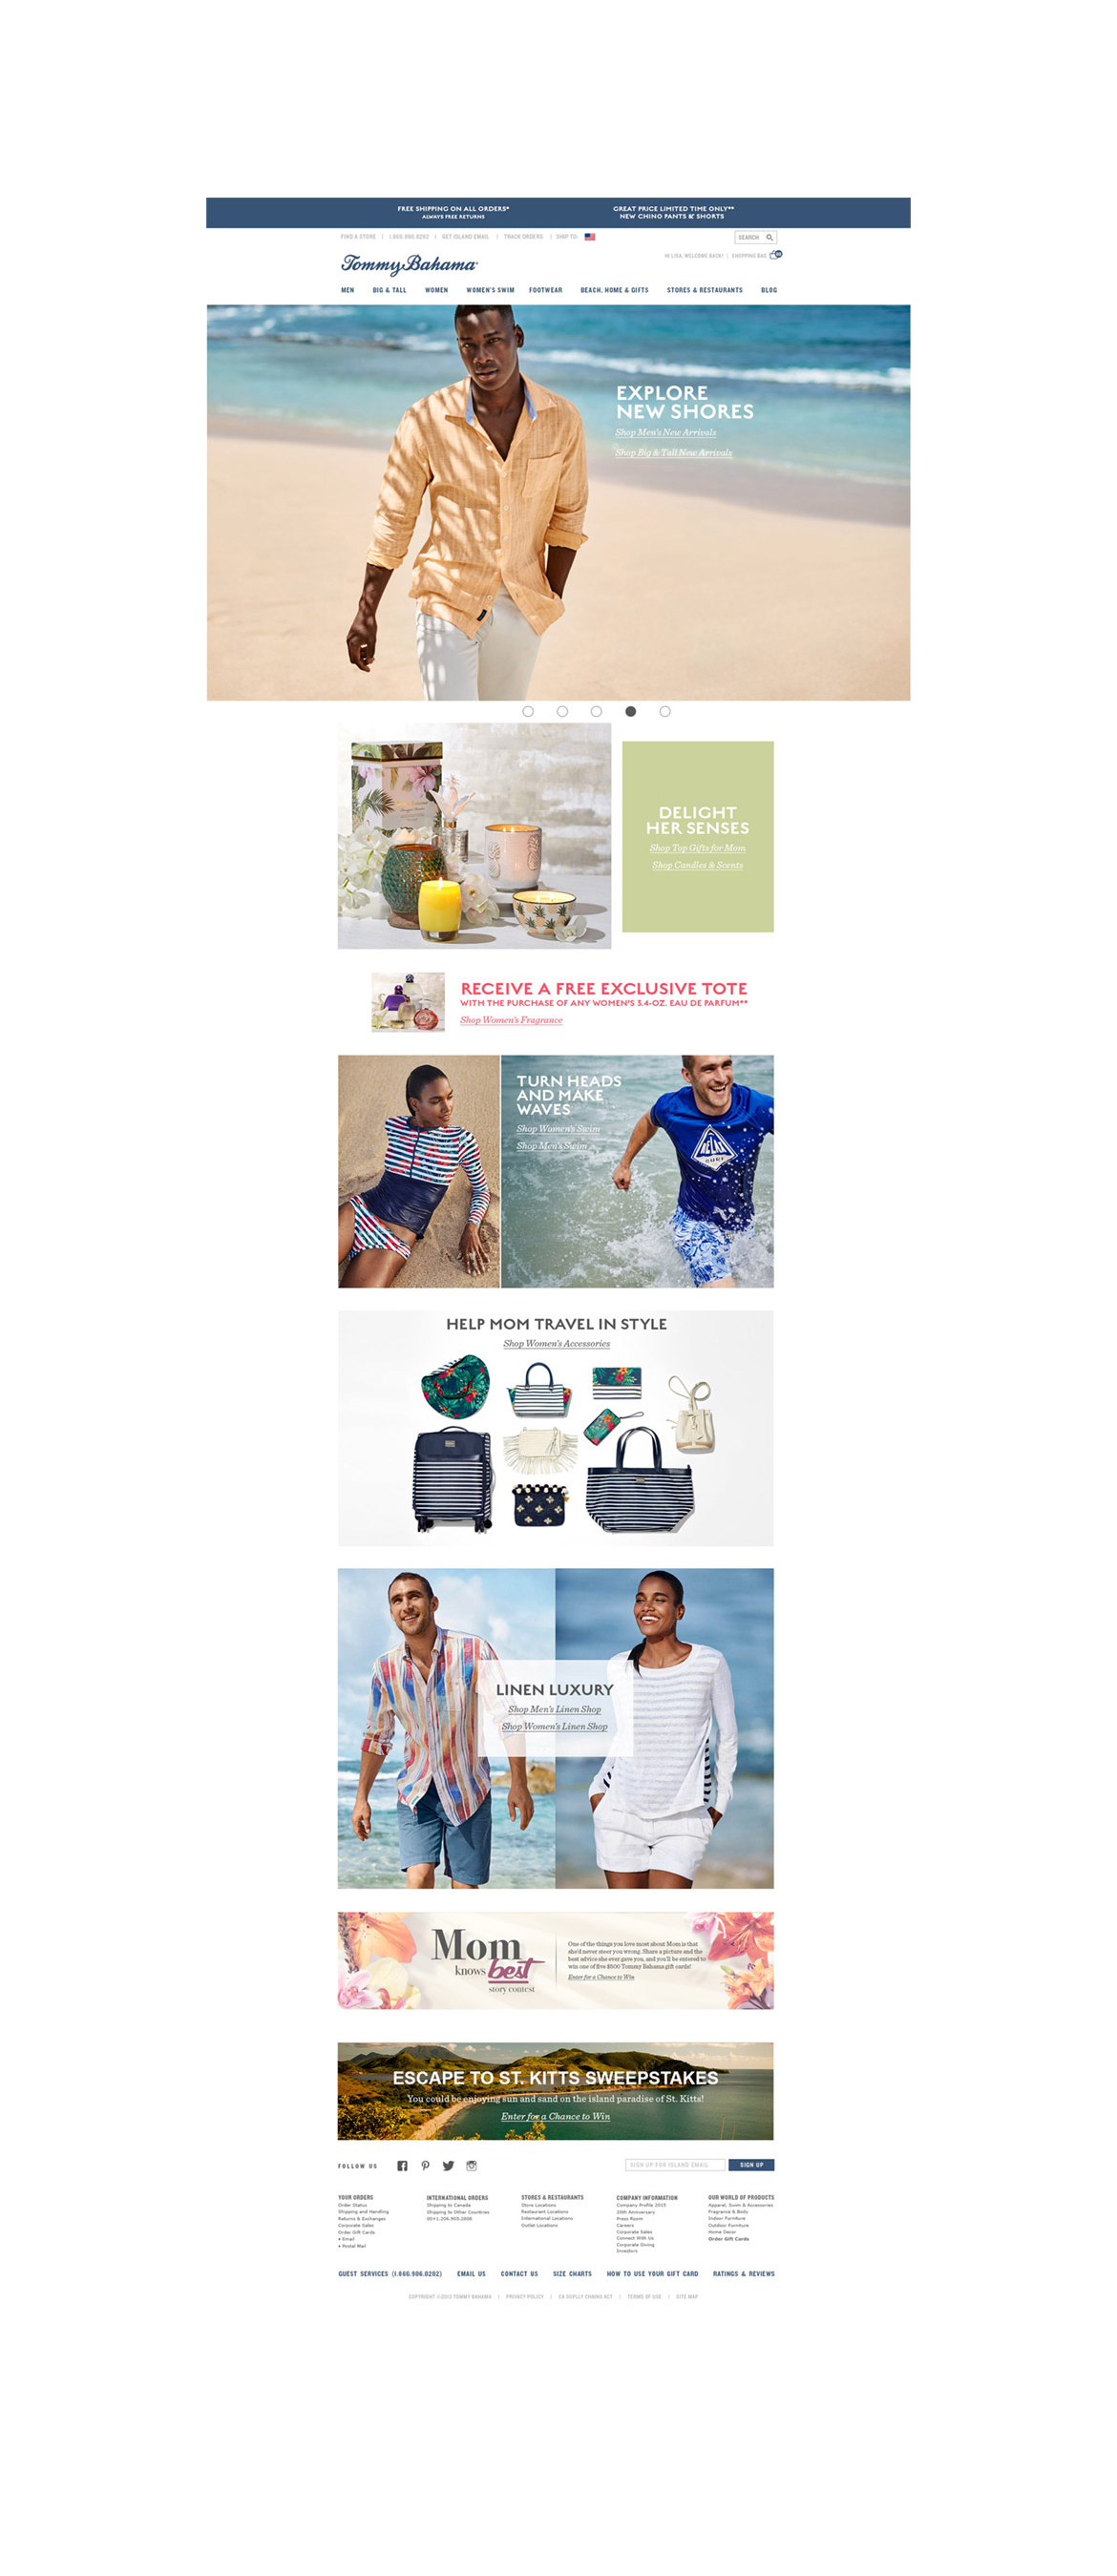 FREE SHIPPING ON ALL ORDERS*
ALWAYS FREE RETURNS
GREAT PRICE LIMITED TIME ONLY**
NEW CHINO PANTS & SHORTS
FIND A STORE | 1.866.986.8282 | GET ISLAND EMAIL | TRACK ORDERS | SHIP TO:
SEARCH
HI LISA, WELCOME BACK! | SHOPPING BAG
Tommy Bahama
MEN BIG & TALL WOMEN WOMEN'S SWIM FOOTWEAR BEACH, HOME & GIFTS STORES & RESTAURANTS BLOG
EXPLORE
NEW SHORES
Shop Men's New Arrivals
Shop Big & Tall New Arrivals
DELIGHT
HER SENSES
Shop Top Gifts for Mom
Shop Candles & Scents
RECEIVE A FREE EXCLUSIVE TOTE
WITH THE PURCHASE OF ANY WOMEN'S 3.4-OZ. EAU DE PARFUM**
Shop Women's Fragrance
TURN HEADS
AND MAKE
WAVES
Shop Women's Swim
Shop Men's Swim
RELAX
SURF
HELP MOM TRAVEL IN STYLE
Shop Women's Accessories
LINEN LUXURY
Shop Men's Linen Shop
Shop Women's Linen Shop
Mom
knows best
story contest
One of the things you love most about Mom is that
she'd never steer you wrong. Share a picture and the
best advice she ever gave you, and you'll be entered to
win one of five $500 Tommy Bahama gift cards!
Enter for a Chance to Win
ESCAPE TO ST. KITTS SWEEPSTAKES
You could be enjoying sun and sand on the island paradise of St. Kitts!
Enter for a Chance to Win
FOLLOW US
SIGN UP FOR ISLAND EMAIL
SIGN UP
YOUR ORDERS
Order Status
Shipping and Handling
Returns & Exchanges
Corporate Sales
Order Gift Cards
• Email
• Postal Mail
INTERNATIONAL ORDERS
Shipping to Canada
Shipping to Other Countries
00+1.206.905.2808
STORES & RESTAURANTS
Store Locations
Restaurant Locations
International Locations
Outlet Locations
COMPANY INFORMATION
Company Profile 2015
20th Anniversary
Press Room
Careers
Corporate Sales
Connect With Us
Corporate Giving
Investors
OUR WORLD OF PRODUCTS
Apparel, Swim & Accessories
Fragrance & Body
Indoor Furniture
Outdoor Furniture
Home Decor
Order Gift Cards
GUEST SERVICES (1.866.986.8282) EMAIL US CONTACT US SIZE CHARTS HOW TO USE YOUR GIFT CARD RATINGS & REVIEWS
COPYRIGHT ©2015 TOMMY BAHAMA | PRIVACY POLICY | CA SUPLLY CHAINS ACT | TERMS OF USE | SITE MAP